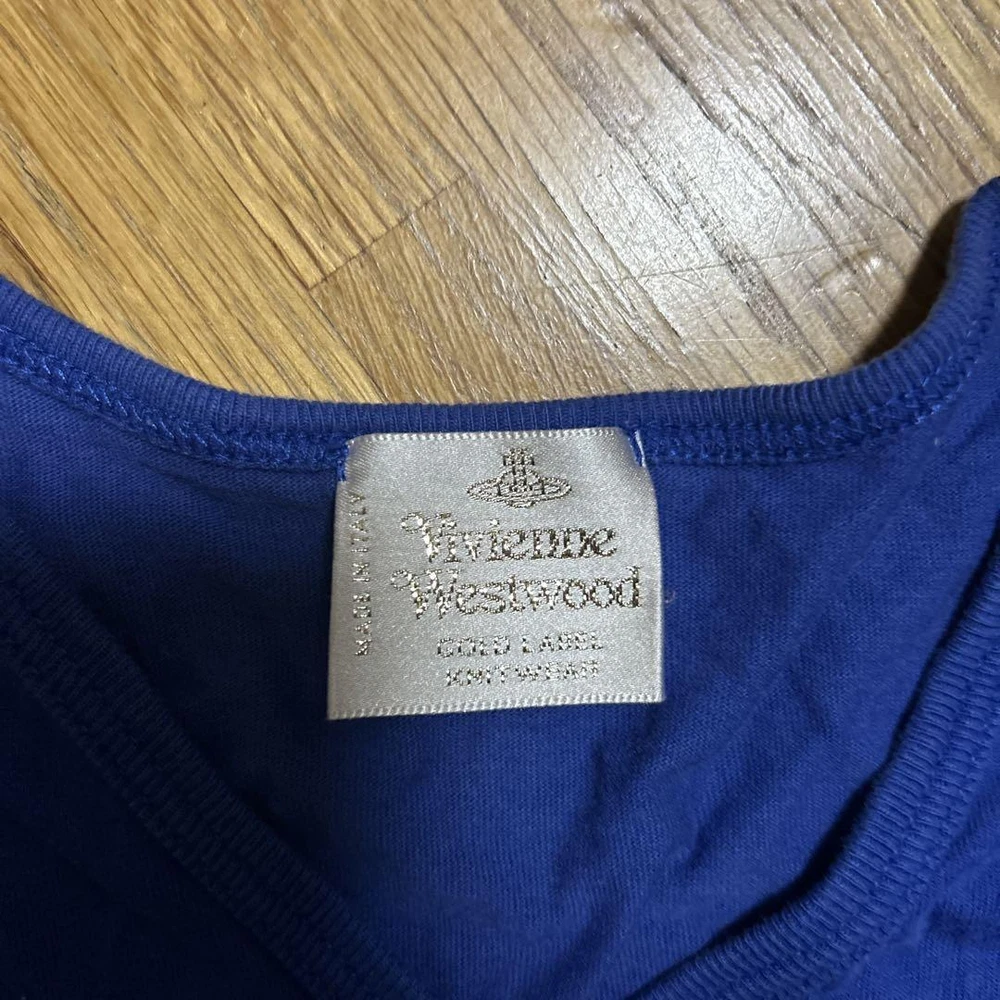 Vivienne
Westwood
GOLD LABEL
KNITWEAR
MADE IN ITALY